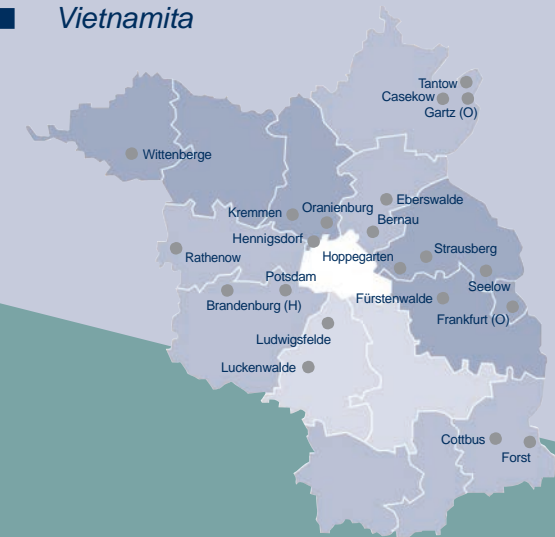 Vietnamita
Tantow
Casekow
Gartz (O)
Wittenberge
Eberswalde
Kremmen
Oranienburg
Bernau
Hennigsdorf
Rathenow
Hoppegarten
Strausberg
Potsdam
Seelow
Brandenburg (H)
Fürstenwalde
Frankfurt (O)
Ludwigsfelde
Luckenwalde
Cottbus
Forst